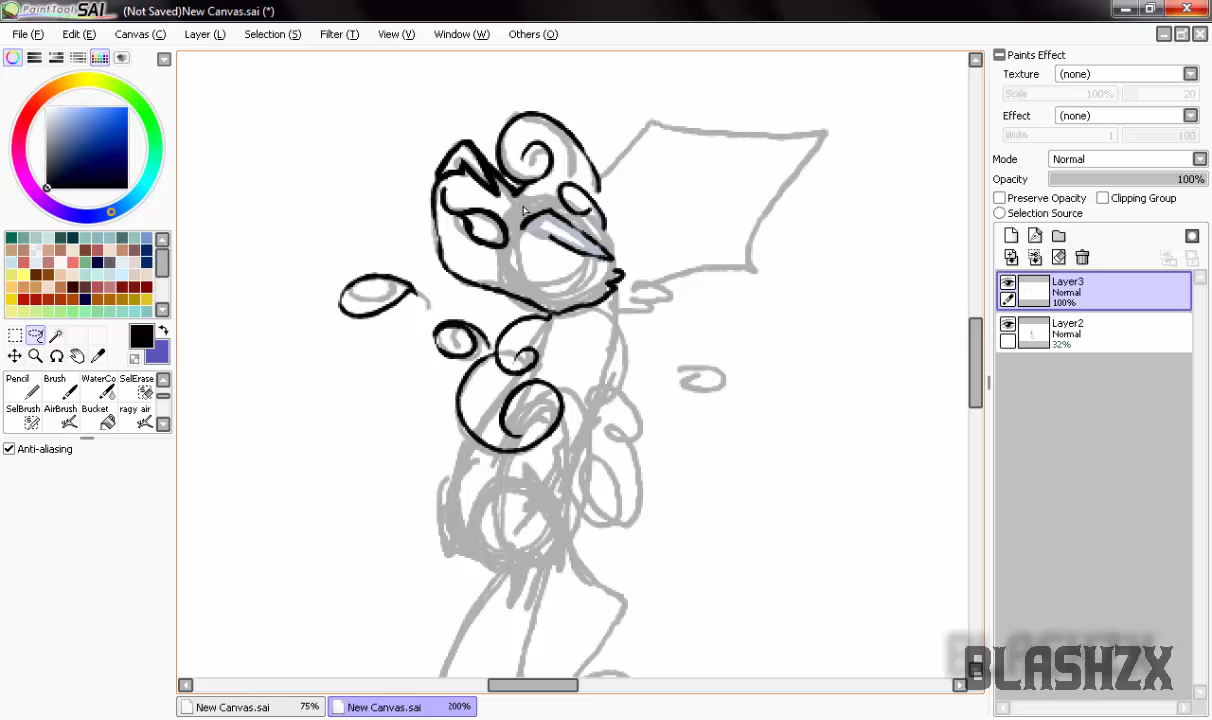 PaintTool SAI (Not Saved)New Canvas.sai (*)
File (F) Edit (E) Canvas (C) Layer (L) Selection (S) Filter (T) View (V) Window (W) Others (O)
Paints Effect
Texture (none)
Scale 100% 20
Effect (none)
Width 1 100
Mode Normal
Opacity 100%
Preserve Opacity Clipping Group
Selection Source
Layer3
Normal
100%
Layer2
Normal
32%
Pencil Brush WaterCo SelErase
SelBrush AirBrush Bucket ragy air
Anti-aliasing
New Canvas.sai 75% New Canvas.sai 200%
BLASHZX